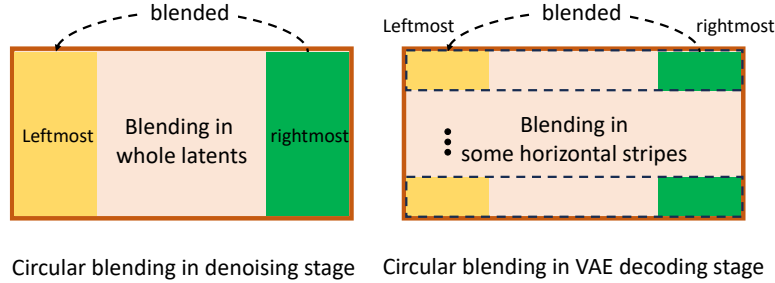 blended
Leftmost
Blending in
whole latents
rightmost
Circular blending in denoising stage
blended
Leftmost
rightmost
Blending in
some horizontal stripes
Circular blending in VAE decoding stage